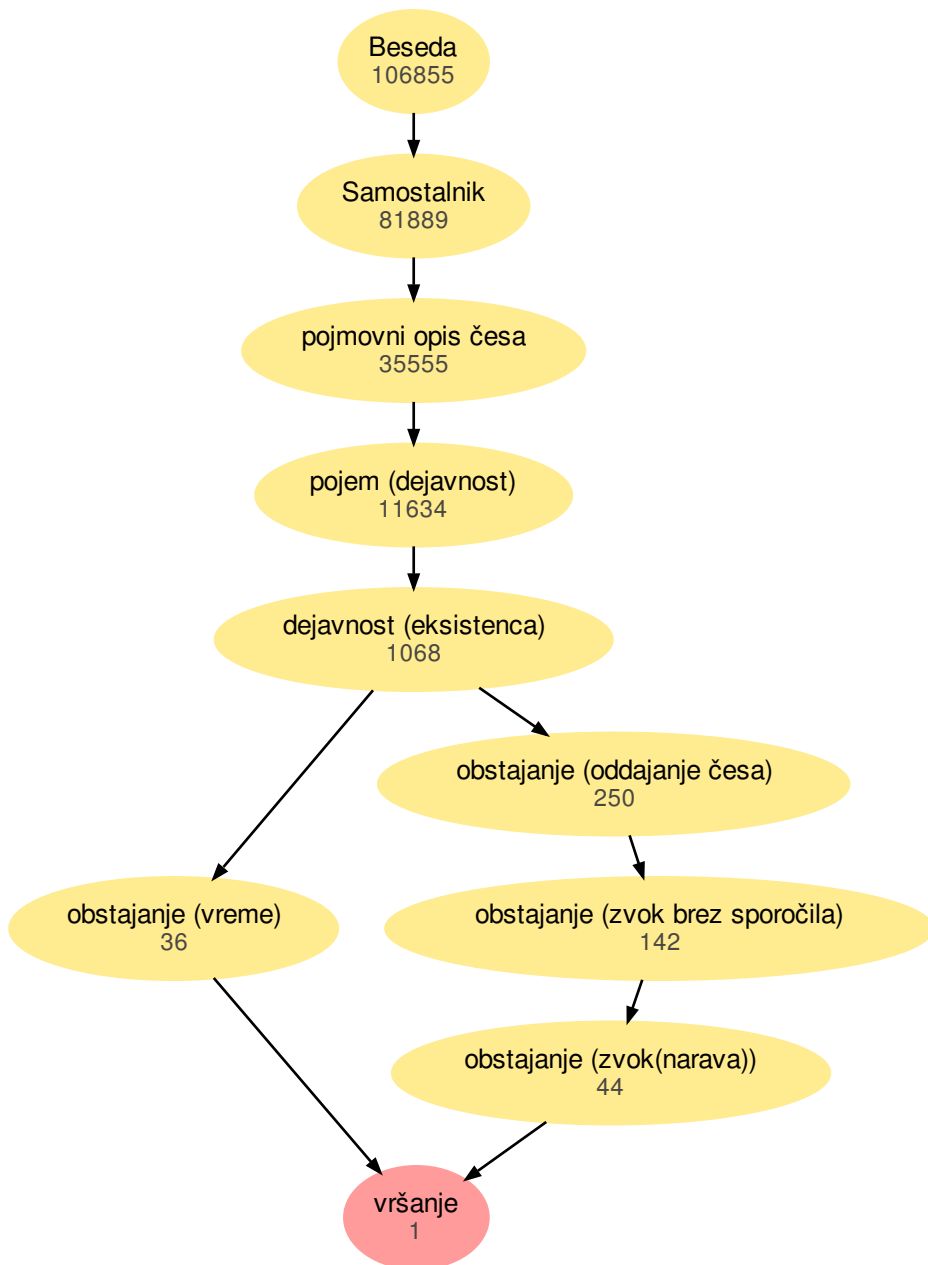 Beseda
106855
Samostalnik
81889
pojmovni opis česa
35555
pojem (dejavnost)
11634
dejavnost (eksistenca)
1068
obstajanje (oddajanje česa)
250
obstajanje (vreme)
36
obstajanje (zvok brez sporočila)
142
obstajanje (zvok(narava))
44
vršanje
1